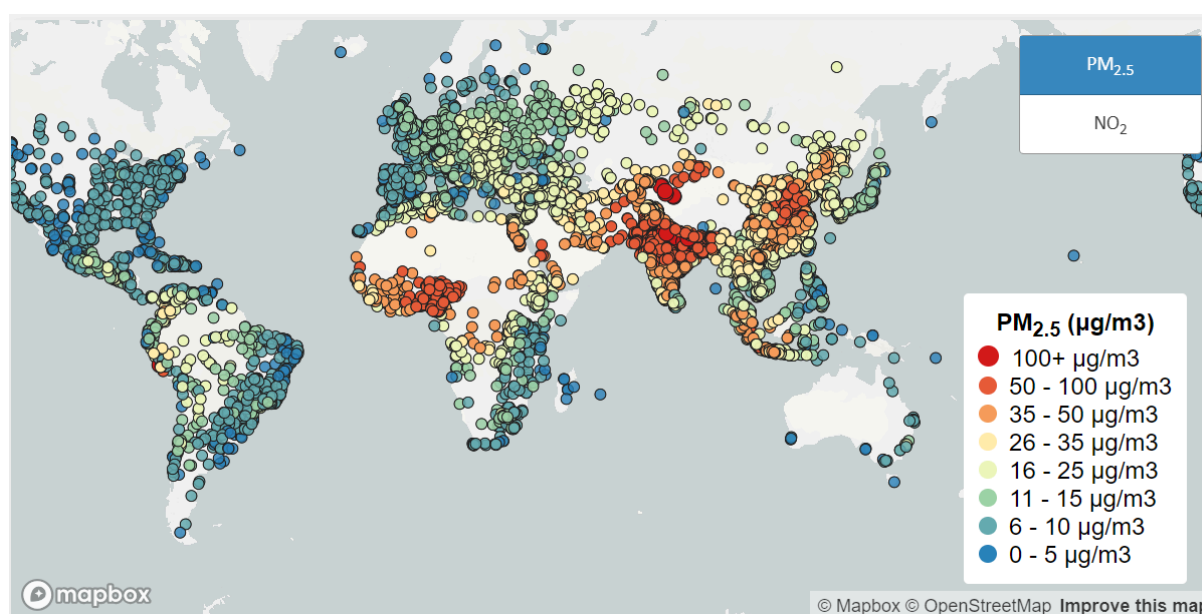 PM2.5
NO2
PM2.5 (µg/m3)
100+ µg/m3
50 - 100 µg/m3
35 - 50 µg/m3
26 - 35 µg/m3
16 - 25 µg/m3
11 - 15 µg/m3
6 - 10 µg/m3
0 - 5 µg/m3
mapbox
© Mapbox © OpenStreetMap Improve this map